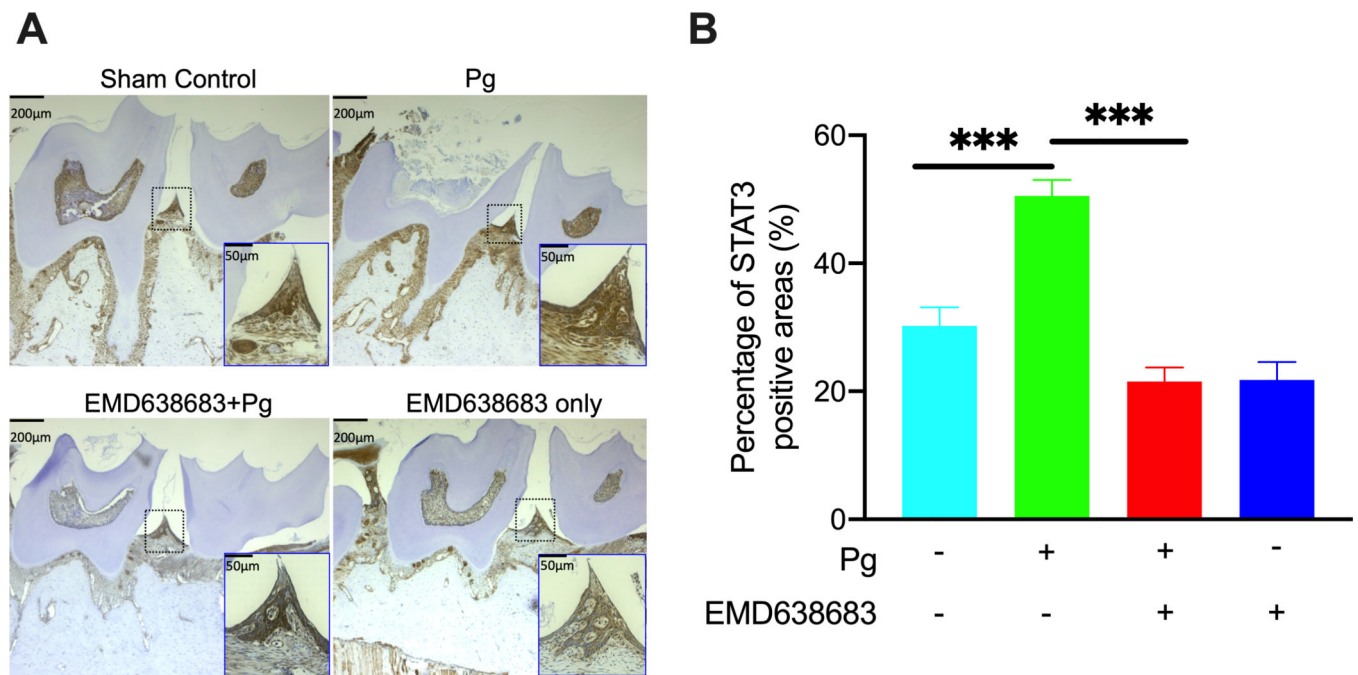 A
Sham Control
Pg
200µm
200µm
50µm
50µm
EMD638683+Pg
EMD638683 only
200µm
200µm
50µm
50µm
B
Percentage of STAT3
positive areas (%)
60
40
20
0
*** ***
Pg - + + -
EMD638683 - - + +